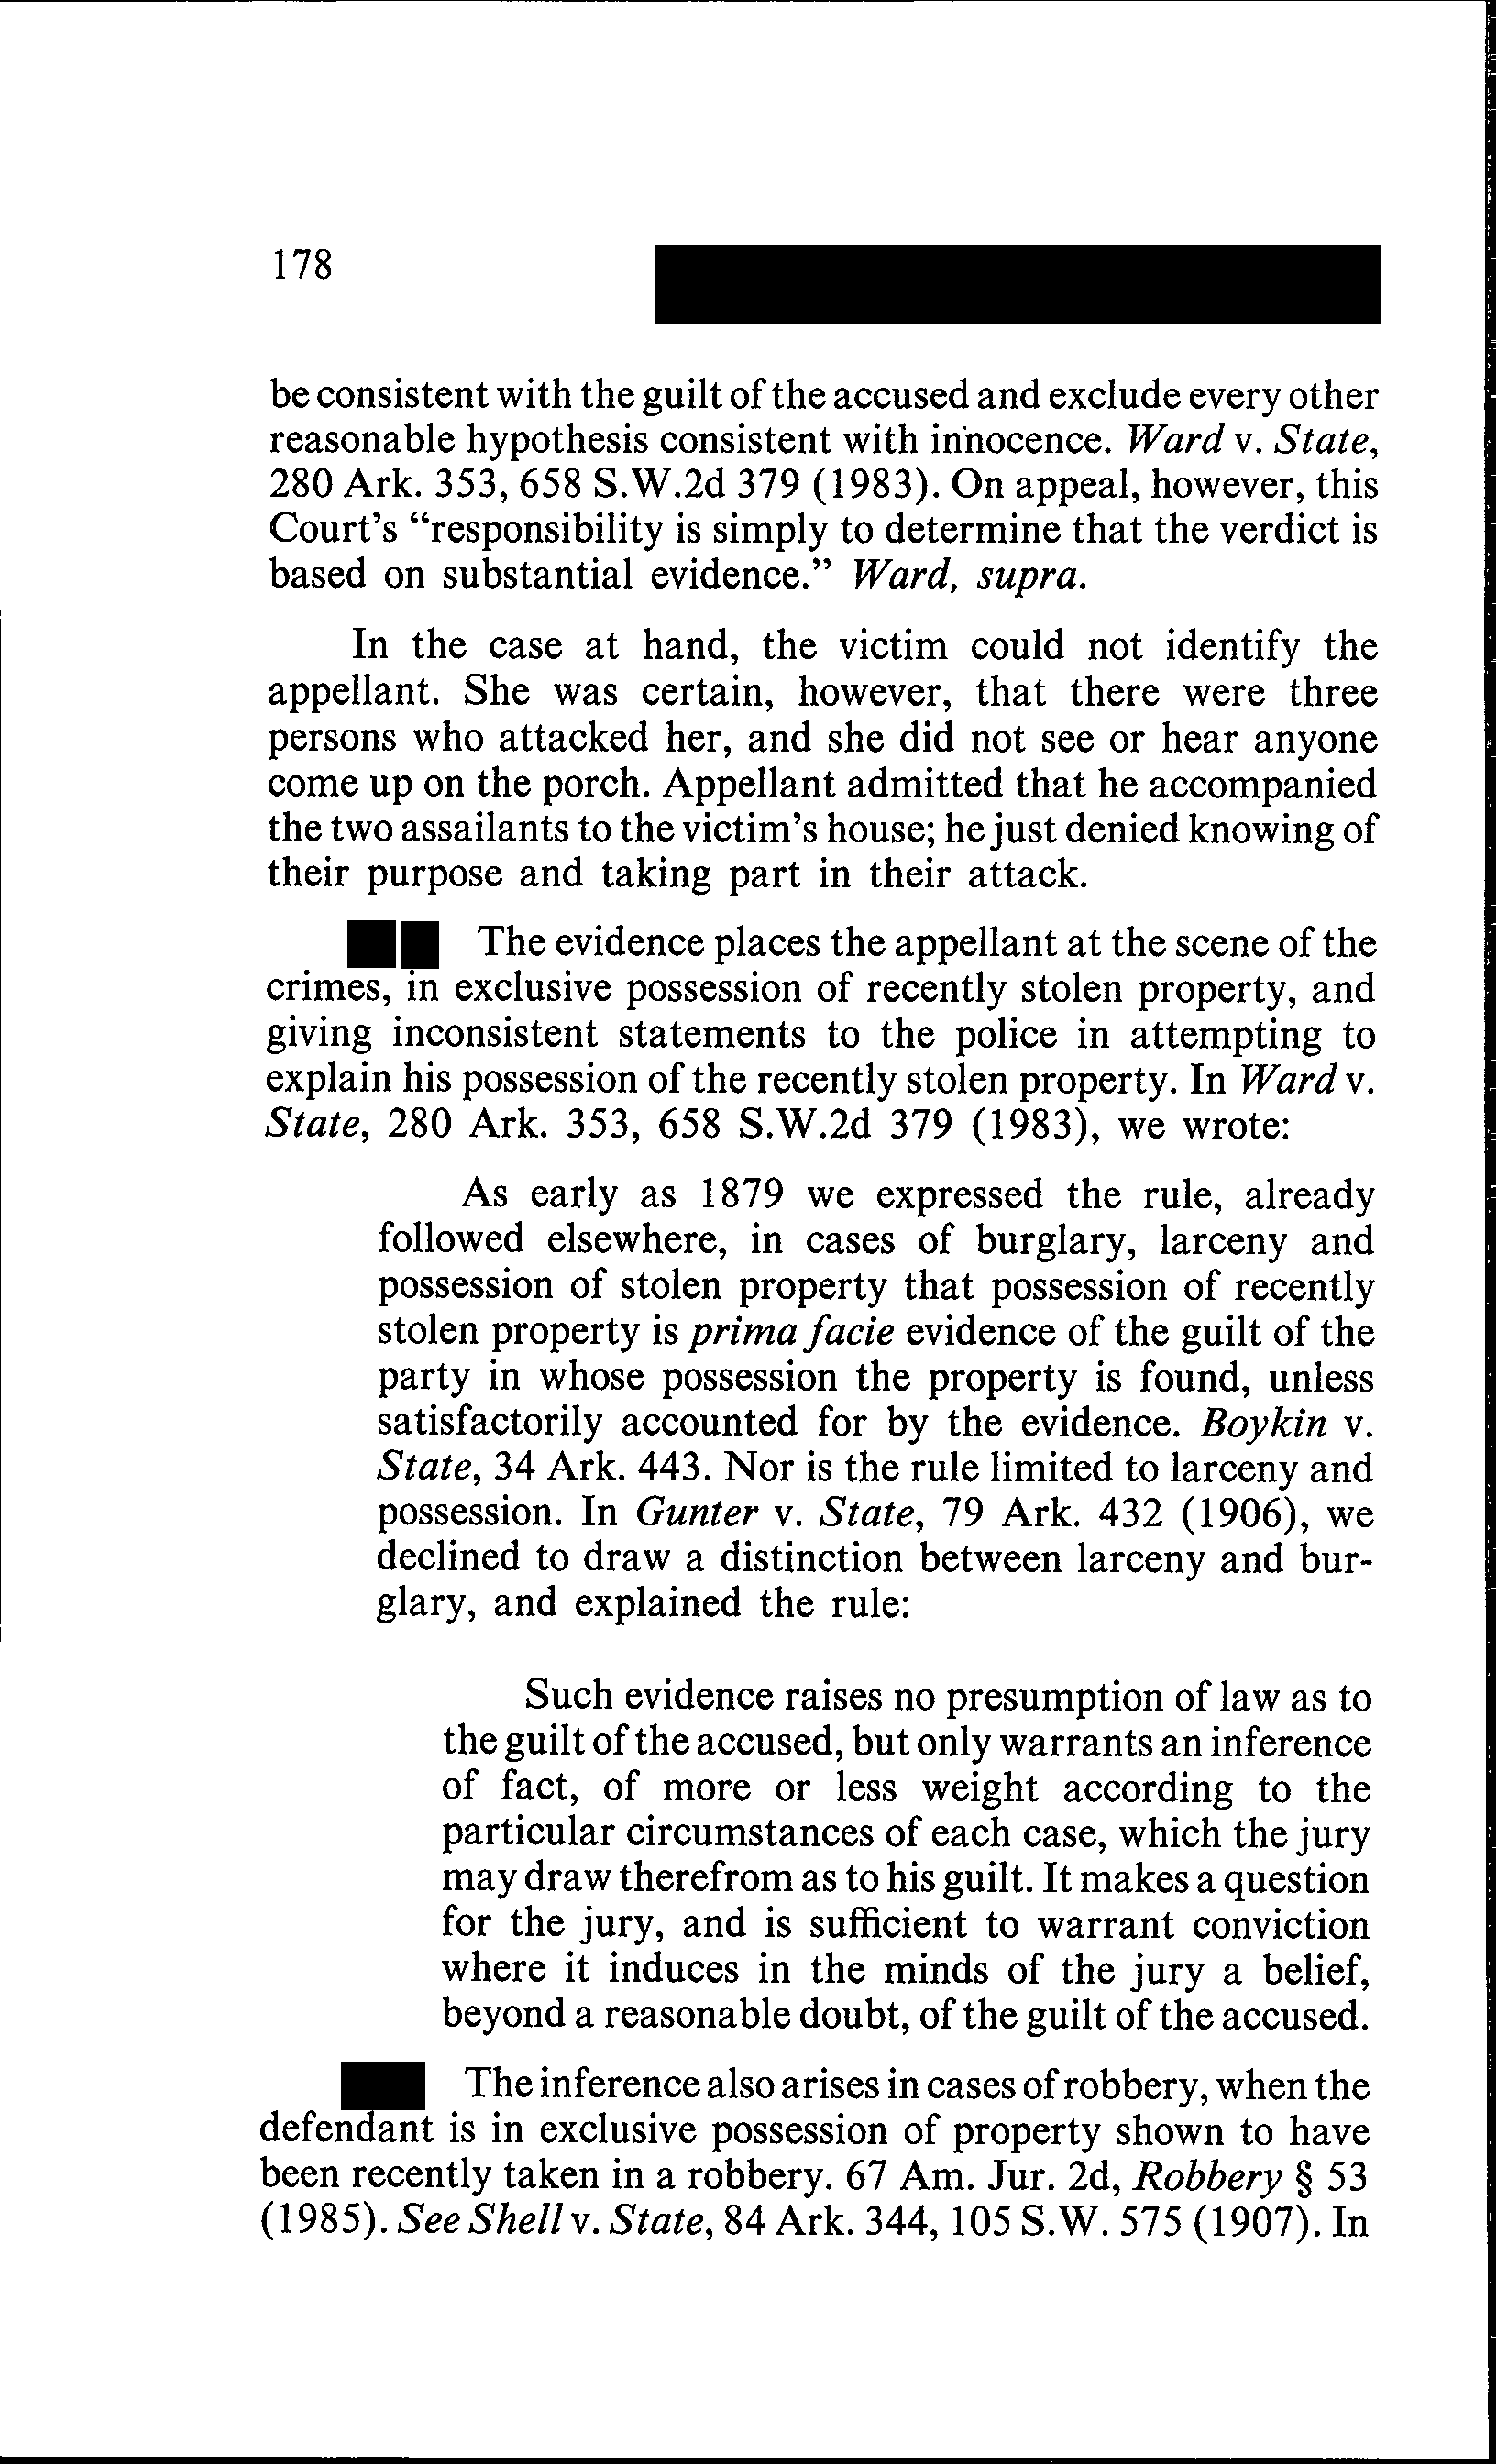 178
be consistent with the guilt of the accused and exclude every other
reasonable hypothesis consistent with innocence. Ward v. State,
280 Ark. 353, 658 S.W.2d 379 (1983). On appeal, however, this
Court's “responsibility is simply to determine that the verdict is
based on substantial evidence.” Ward, supra.
In the case at hand, the victim could not identify the
appellant. She was certain, however, that there were three
persons who attacked her, and she did not see or hear anyone
come up on the porch. Appellant admitted that he accompanied
the two assailants to the victim's house; he just denied knowing of
their purpose and taking part in their attack.
The evidence places the appellant at the scene of the
crimes, in exclusive possession of recently stolen property, and
giving inconsistent statements to the police in attempting to
explain his possession of the recently stolen property. In Ward v.
State, 280 Ark. 353, 658 S.W.2d 379 (1983), we wrote:
As early as 1879 we expressed the rule, already
followed elsewhere, in cases of burglary, larceny and
possession of stolen property that possession of recently
stolen property is prima facie evidence of the guilt of the
party in whose possession the property is found, unless
satisfactorily accounted for by the evidence. Boykin v.
State, 34 Ark. 443. Nor is the rule limited to larceny and
possession. In Gunter v. State, 79 Ark. 432 (1906), we
declined to draw a distinction between larceny and bur-
glary, and explained the rule:
Such evidence raises no presumption of law as to
the guilt of the accused, but only warrants an inference
of fact, of more or less weight according to the
particular circumstances of each case, which the jury
may draw therefrom as to his guilt. It makes a question
for the jury, and is sufficient to warrant conviction
where it induces in the minds of the jury a belief,
beyond a reasonable doubt, of the guilt of the accused.
The inference also arises in cases of robbery, when the
defendant is in exclusive possession of property shown to have
been recently taken in a robbery. 67 Am. Jur. 2d, Robbery § 53
(1985). See Shell v. State, 84 Ark. 344, 105 S.W. 575 (1907). In